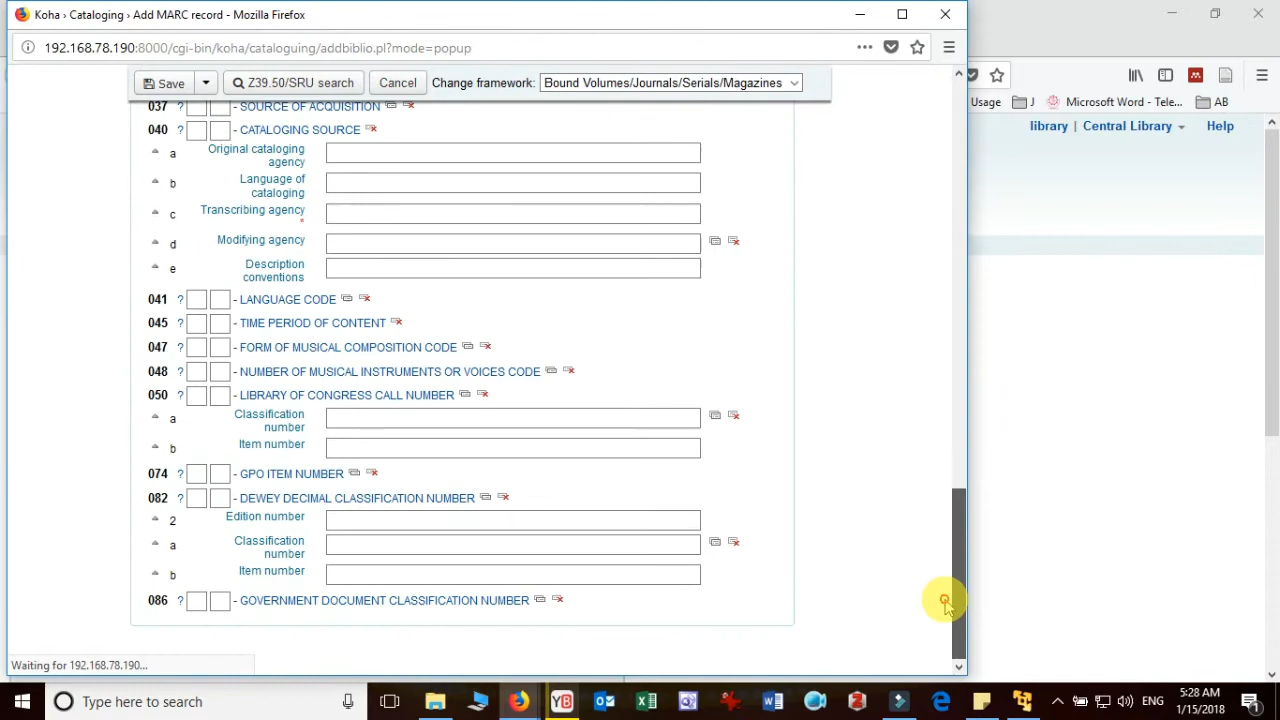 Koha › Cataloging › Add MARC record - Mozilla Firefox
192.168.78.190:8000/cgi-bin/koha/cataloguing/addbiblio.pl?mode=popup
Save
Z39.50/SRU search
Cancel
Change framework:
Bound Volumes/Journals/Serials/Magazines
Usage
J
Microsoft Word - Tele...
AB
library | Central Library
Help
037 ? - SOURCE OF ACQUISITION
040 ? - CATALOGING SOURCE
a Original cataloging agency
b Language of cataloging
c Transcribing agency *
d Modifying agency
e Description conventions
041 ? - LANGUAGE CODE
045 ? - TIME PERIOD OF CONTENT
047 ? - FORM OF MUSICAL COMPOSITION CODE
048 ? - NUMBER OF MUSICAL INSTRUMENTS OR VOICES CODE
050 ? - LIBRARY OF CONGRESS CALL NUMBER
a Classification number
b Item number
074 ? - GPO ITEM NUMBER
082 ? - DEWEY DECIMAL CLASSIFICATION NUMBER
2 Edition number
a Classification number
b Item number
086 ? - GOVERNMENT DOCUMENT CLASSIFICATION NUMBER
Waiting for 192.168.78.190...
Type here to search
ENG
5:28 AM
1/15/2018